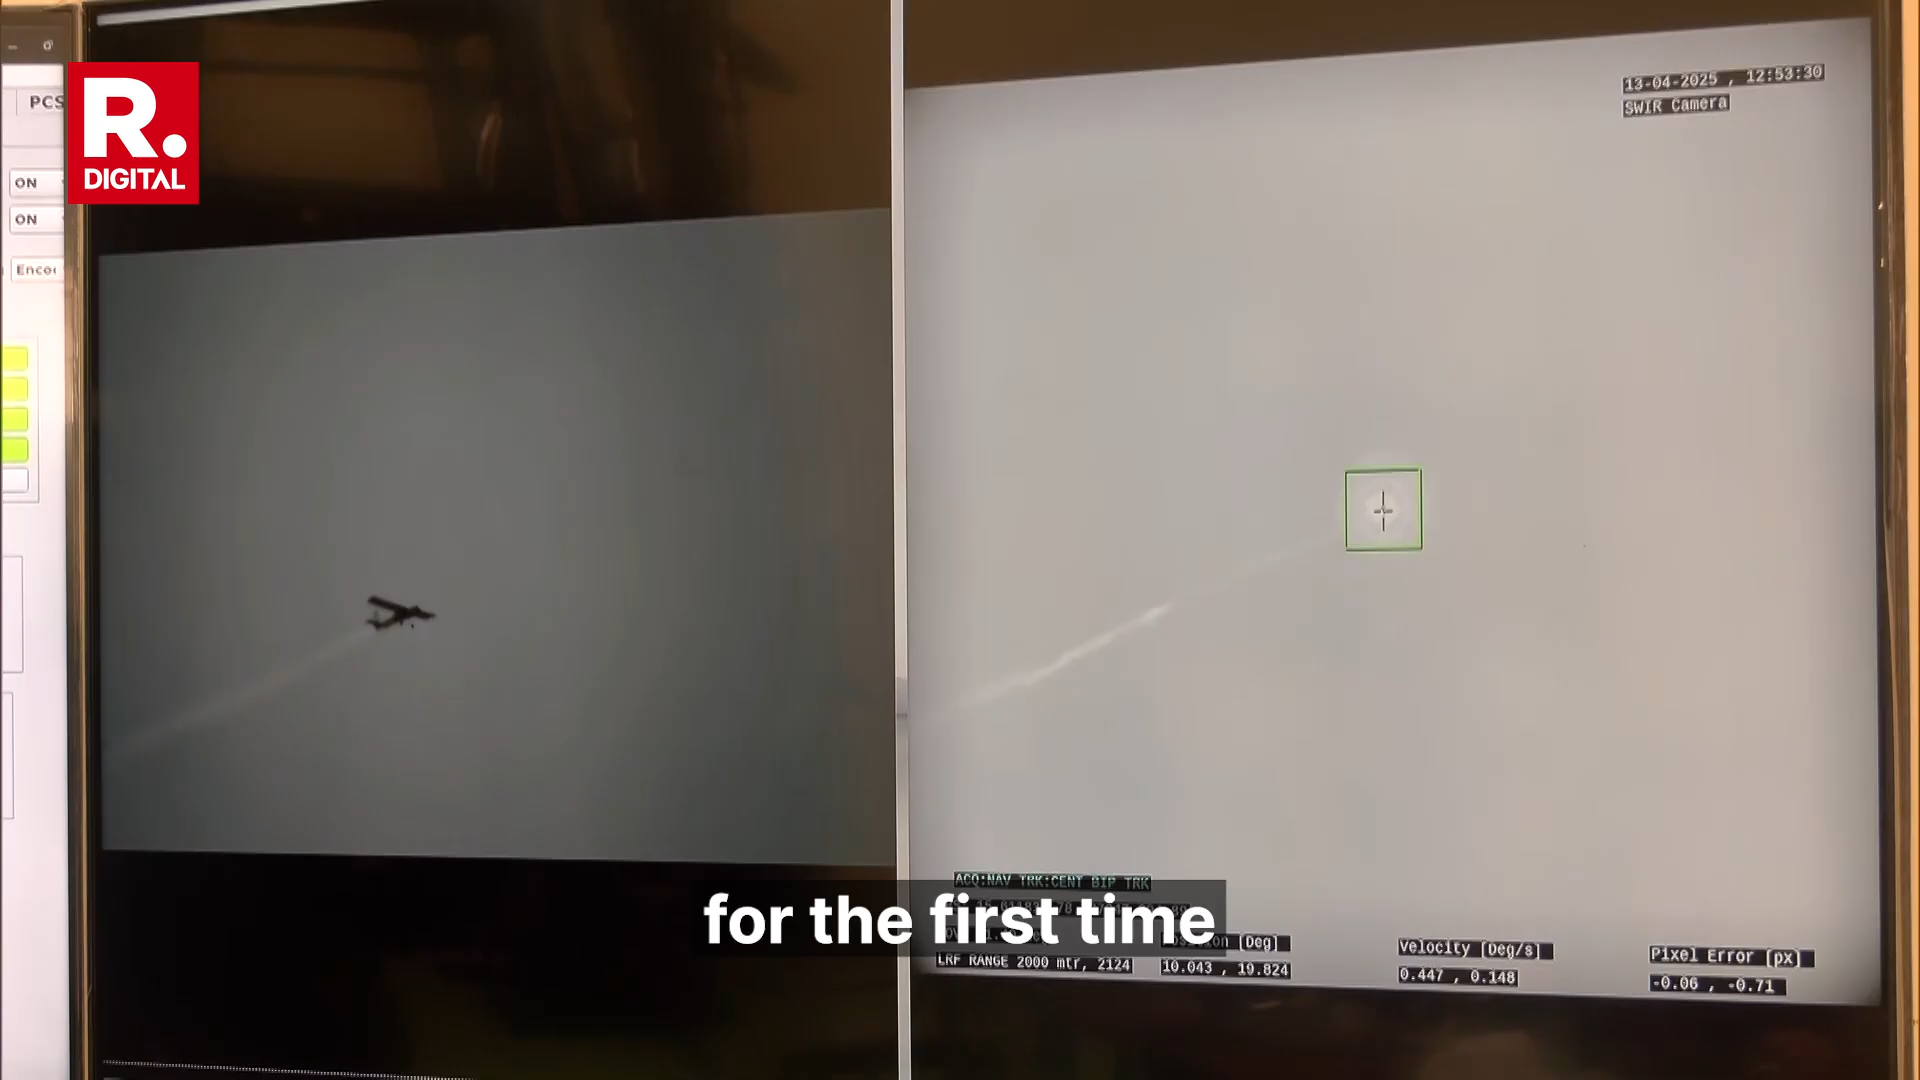 PCS
R.
DIGITAL
ON
ON
13-04-2025 , 12:53:30
SWIR Camera
ACQ:NAV TRK:CENT BIP TRK
for the first time
[Deg]
LRF RANGE 2000 mtr, 2124
10.043 , 19.824
Velocity [Deg/s]
0.447 , 0.148
Pixel Error [px]
-0.06 , -0.71